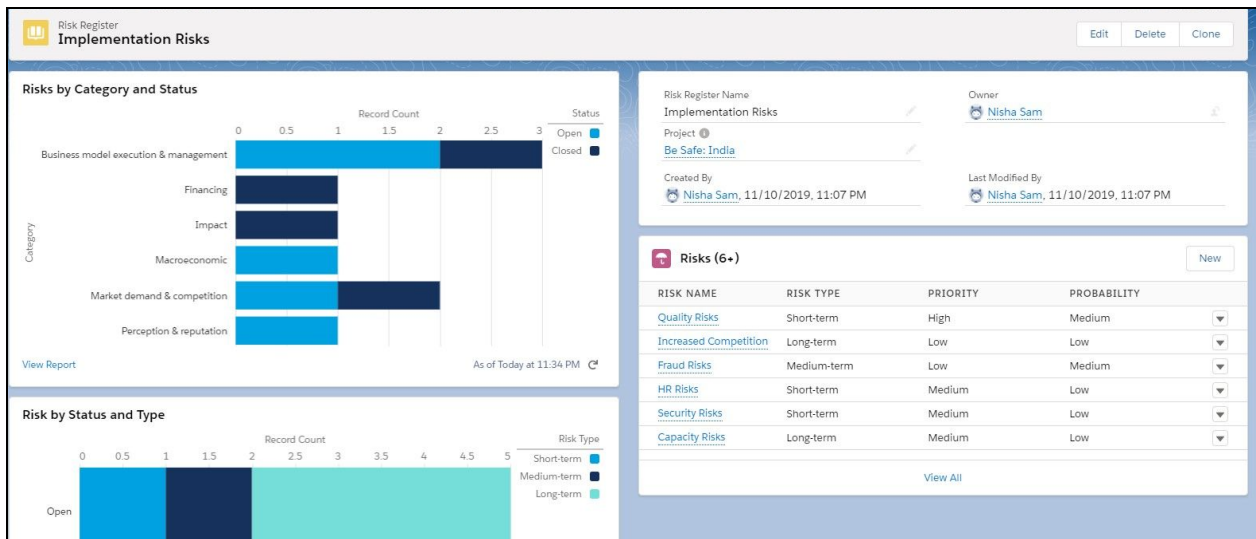 Risk Register
Implementation Risks
Edit Delete Clone
Risks by Category and Status
Record Count
Status
0 0.5 1 1.5 2 2.5 3
Open
Closed
Category
Business model execution & management
Financing
Impact
Macroeconomic
Market demand & competition
Perception & reputation
View Report
As of Today at 11:34 PM
Risk by Status and Type
Record Count
Risk Type
0 0.5 1 1.5 2 2.5 3 3.5 4 4.5 5
Short-term
Medium-term
Long-term
Open
Risk Register Name
Implementation Risks
Owner
Nisha Sam
Project
Be Safe: India
Created By
Nisha Sam, 11/10/2019, 11:07 PM
Last Modified By
Nisha Sam, 11/10/2019, 11:07 PM
Risks (6+)
New
RISK NAME RISK TYPE PRIORITY PROBABILITY
Quality Risks Short-term High Medium
Increased Competition Long-term Low Low
Fraud Risks Medium-term Low Medium
HR Risks Short-term Medium Low
Security Risks Short-term Medium Low
Capacity Risks Long-term Medium Low
View All